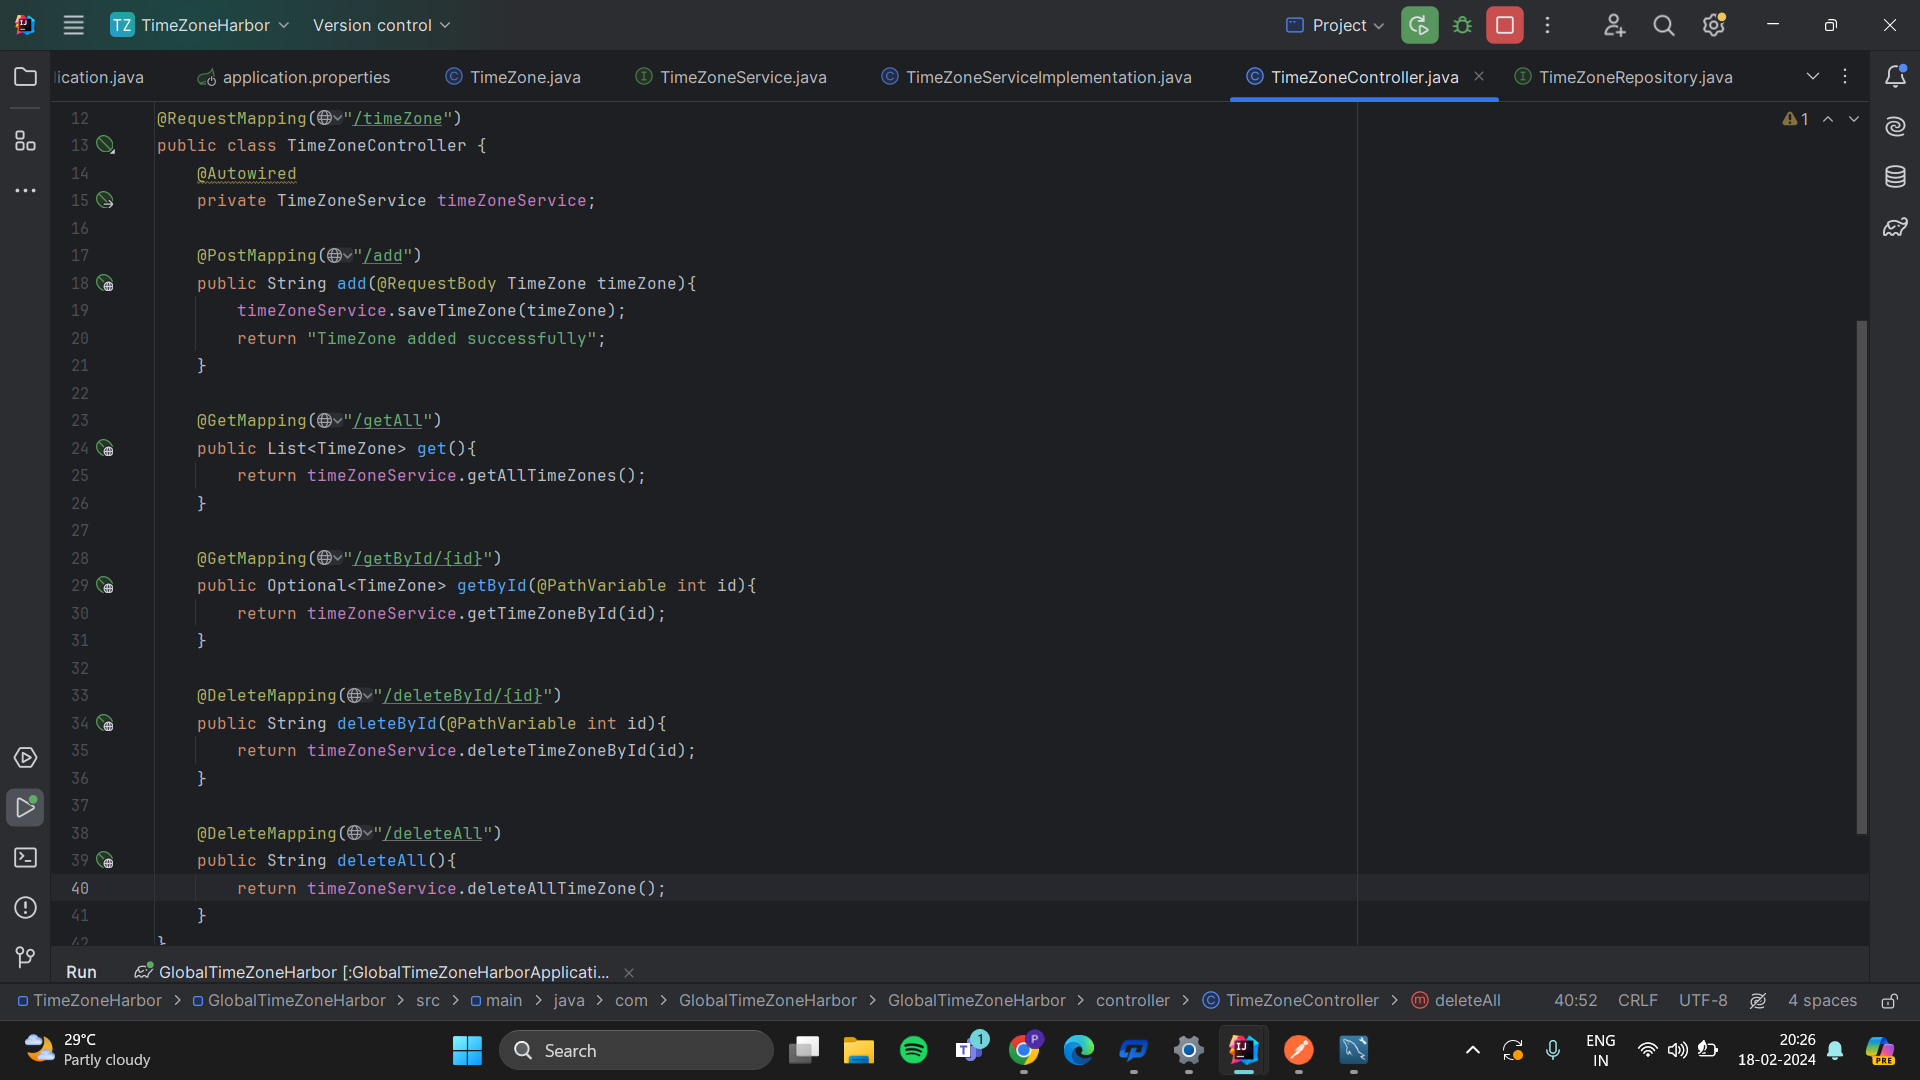 TZ TimeZoneHarbor Version control Project
lication.java application.properties TimeZone.java TimeZoneService.java TimeZoneServiceImplementation.java TimeZoneController.java TimeZoneRepository.java
12 @RequestMapping("/timeZone") 1
13 public class TimeZoneController {
14 @Autowired
15 private TimeZoneService timeZoneService;
16
17 @PostMapping("/add")
18 public String add(@RequestBody TimeZone timeZone){
19 timeZoneService.saveTimeZone(timeZone);
20 return "TimeZone added successfully";
21 }
22
23 @GetMapping("/getAll")
24 public List<TimeZone> get(){
25 return timeZoneService.getAllTimeZones();
26 }
27
28 @GetMapping("/getById/{id}")
29 public Optional<TimeZone> getById(@PathVariable int id){
30 return timeZoneService.getTimeZoneById(id);
31 }
32
33 @DeleteMapping("/deleteById/{id}")
34 public String deleteById(@PathVariable int id){
35 return timeZoneService.deleteTimeZoneById(id);
36 }
37
38 @DeleteMapping("/deleteAll")
39 public String deleteAll(){
40 return timeZoneService.deleteAllTimeZone();
41 }
42 }
Run GlobalTimeZoneHarbor [:GlobalTimeZoneHarborApplicati...
TimeZoneHarbor > GlobalTimeZoneHarbor > src > main > java > com > GlobalTimeZoneHarbor > GlobalTimeZoneHarbor > controller > TimeZoneController > deleteAll 40:52 CRLF UTF-8 4 spaces
29°C
Partly cloudy
Search
1
P
ENG
IN
20:26
18-02-2024
PRE